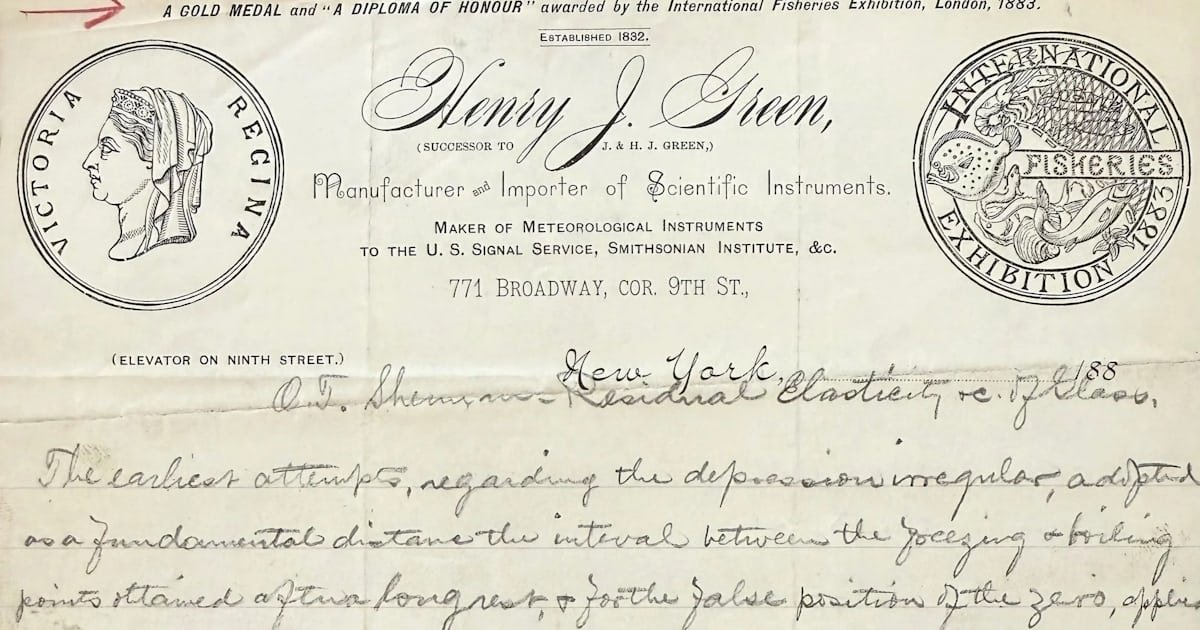 A GOLD MEDAL and "A DIPLOMA OF HONOUR" awarded by the International Fisheries Exhibition, London, 1883.
ESTABLISHED 1832.
Henry J. Green,
(SUCCESSOR TO J. & H. J. GREEN,)
Manufacturer and Importer of Scientific Instruments.
MAKER OF METEOROLOGICAL INSTRUMENTS
TO THE U. S. SIGNAL SERVICE, SMITHSONIAN INSTITUTE, &C.
771 BROADWAY, COR. 9TH ST.,
VICTORIA REGINA
INTERNATIONAL
FISHERIES
EXHIBITION 1883
(ELEVATOR ON NINTH STREET.)
New York, 188
O.T. Sherman - Residual Elasticity &c. of Glass.
The earliest attempts, regarding the depression irregular, adopted
as a fundamental distance the interval between the freezing & boiling
points obtained after a long rest, & for the false position of the zero,